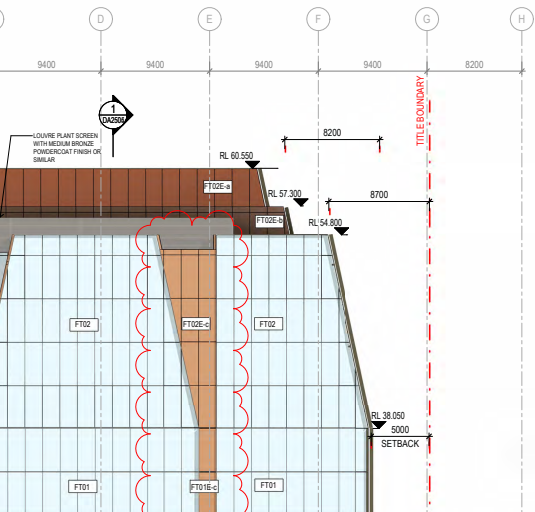 D
E
F
G
H
9400
9400
9400
9400
8200
TITLE BOUNDARY
1
DA2506
LOUVRE PLANT SCREEN
WITH MEDIUM BRONZE
POWDERCOAT FINISH OR
SIMILAR
8200
RL 60.550
FT02E-a
RL 57.300
8700
FT02E-b
RL 54.800
FT02
FT02E-c
FT02
RL 38.050
5000
SETBACK
FT01
FT01E-c
FT01